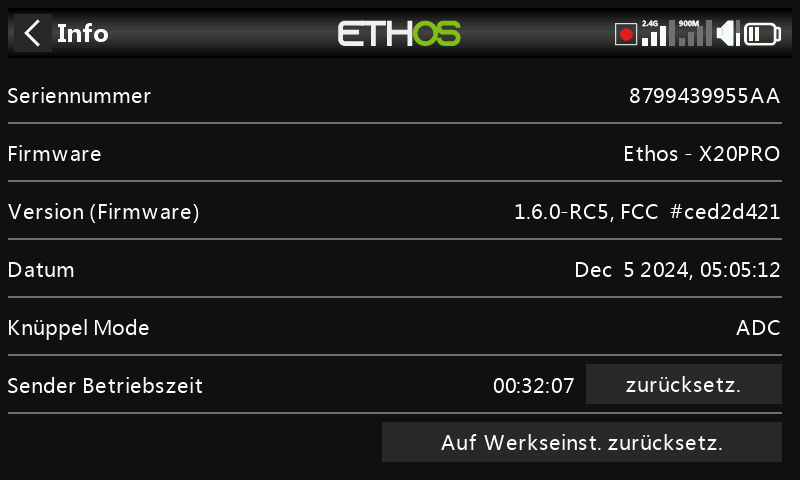 Info ETHOS 2.4G 900M
Seriennummer 8799439955AA
Firmware Ethos - X20PRO
Version (Firmware) 1.6.0-RC5, FCC #ced2d421
Datum Dec 5 2024, 05:05:12
Knüppel Mode ADC
Sender Betriebszeit 00:32:07 zurücksetz.
Auf Werkseinst. zurücksetz.